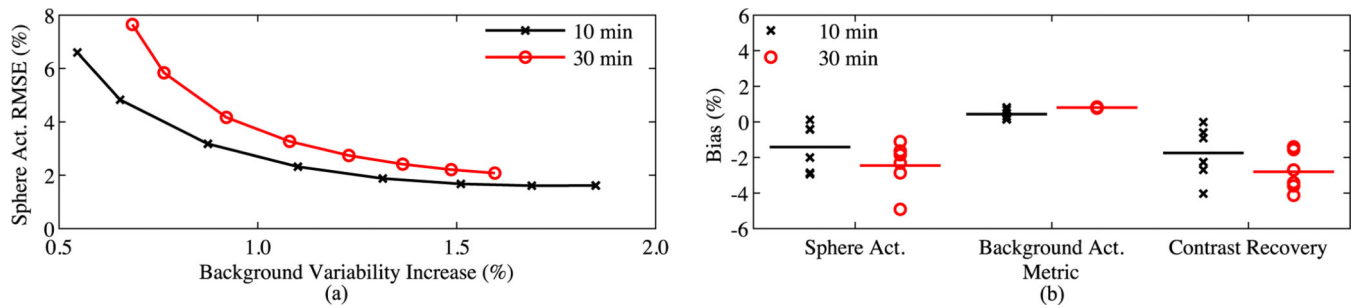 8
6
4
2
0
Sphere Act. RMSE (%)
10 min
30 min
0.5 1.0 1.5 2.0
Background Variability Increase (%)
(a)
6
4
2
0
-2
-4
-6
Bias (%)
10 min
30 min
Sphere Act. Background Act. Contrast Recovery
Metric
(b)